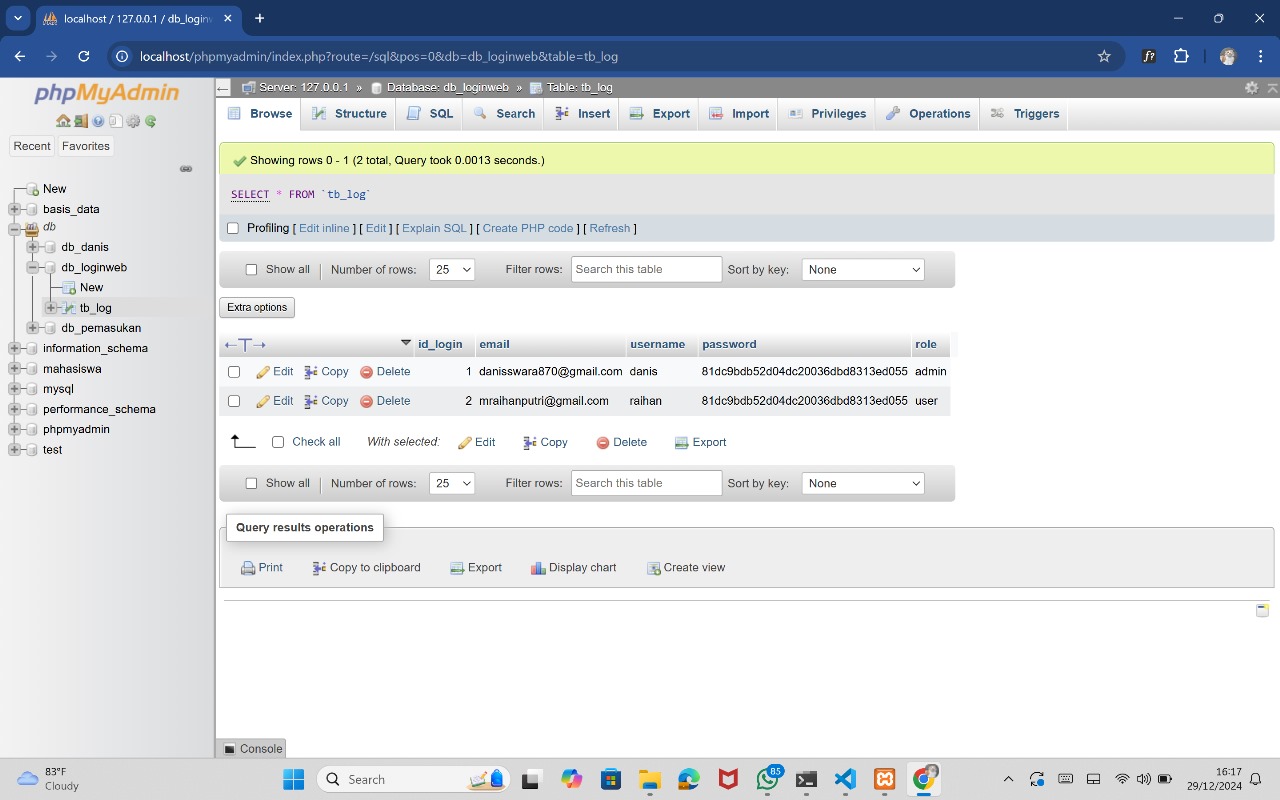 localhost / 127.0.0.1 / db_loginw
localhost/phpmyadmin/index.php?route=/sql&pos=0&db=db_loginweb&table=tb_log
phpMyAdmin
Recent Favorites
New
basis_data
db
db_danis
db_loginweb
New
tb_log
db_pemasukan
information_schema
mahasiswa
mysql
performance_schema
phpmyadmin
test
Server: 127.0.0.1 » Database: db_loginweb » Table: tb_log
Browse Structure SQL Search Insert Export Import Privileges Operations Triggers
Showing rows 0 - 1 (2 total, Query took 0.0013 seconds.)
SELECT * FROM `tb_log`
Profiling [ Edit inline ] [ Edit ] [ Explain SQL ] [ Create PHP code ] [ Refresh ]
Show all Number of rows: 25 Filter rows: Search this table Sort by key: None
Extra options
id_login email username password role
Edit Copy Delete 1 danisswara870@gmail.com danis 81dc9bdb52d04dc20036dbd8313ed055 admin
Edit Copy Delete 2 mraihanputri@gmail.com raihan 81dc9bdb52d04dc20036dbd8313ed055 user
Check all With selected: Edit Copy Delete Export
Show all Number of rows: 25 Filter rows: Search this table Sort by key: None
Query results operations
Print Copy to clipboard Export Display chart Create view
Console
83°F
Cloudy
Search
85
16:17
29/12/2024